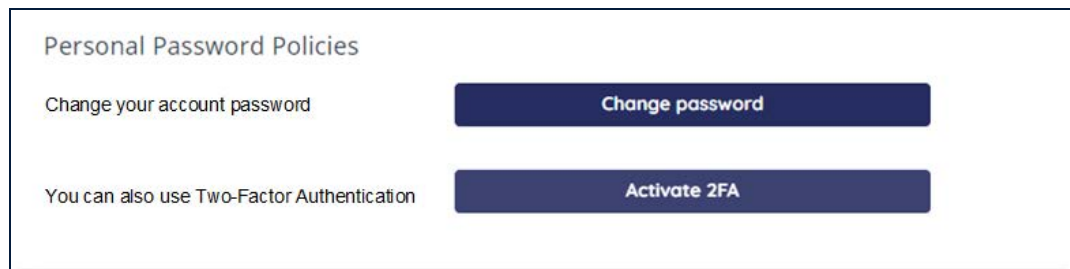 Personal Password Policies
Change your account password
Change password
You can also use Two-Factor Authentication
Activate 2FA